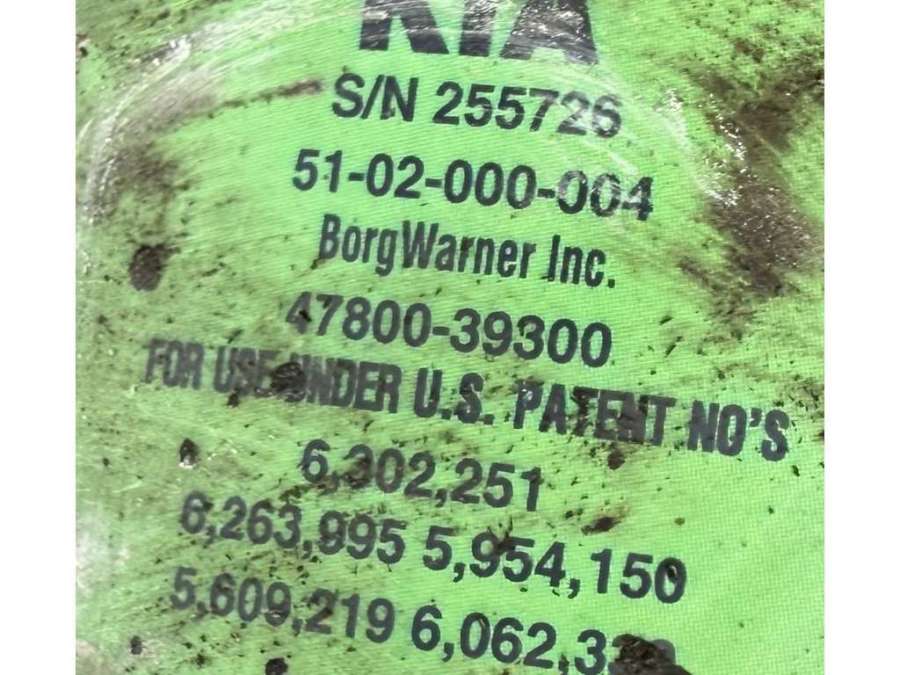 KIA
S/N 255726
51-02-000-004
BorgWarner Inc.
47800-39300
FOR USE UNDER U.S. PATENT NO'S
6,302,251
6,263,995 5,954,150
5,609,219